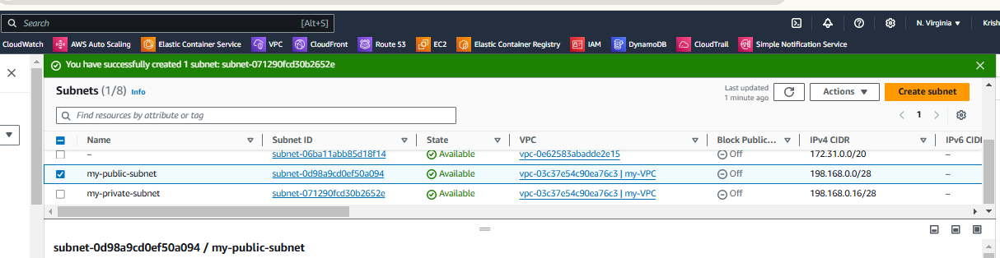 Search [Alt+S] N. Virginia Krish
CloudWatch AWS Auto Scaling Elastic Container Service VPC CloudFront Route 53 EC2 Elastic Container Registry IAM DynamoDB CloudTrail Simple Notification Service
You have successfully created 1 subnet: subnet-071290fcd30b2652e
Subnets (1/8) Info
Last updated
1 minute ago
Actions
Create subnet
Find resources by attribute or tag
1
Name Subnet ID State VPC Block Public... IPv4 CIDR IPv6 CIDR
– subnet-06ba11abb85d18f14 Available vpc-0e62583abadde2e15 Off 172.31.0.0/20 –
my-public-subnet subnet-0d98a9cd0ef50a094 Available vpc-03c37e54c90ea76c3 | my-VPC Off 198.168.0.0/28 –
my-private-subnet subnet-071290fcd30b2652e Available vpc-03c37e54c90ea76c3 | my-VPC Off 198.168.0.16/28 –
subnet-0d98a9cd0ef50a094 / my-public-subnet